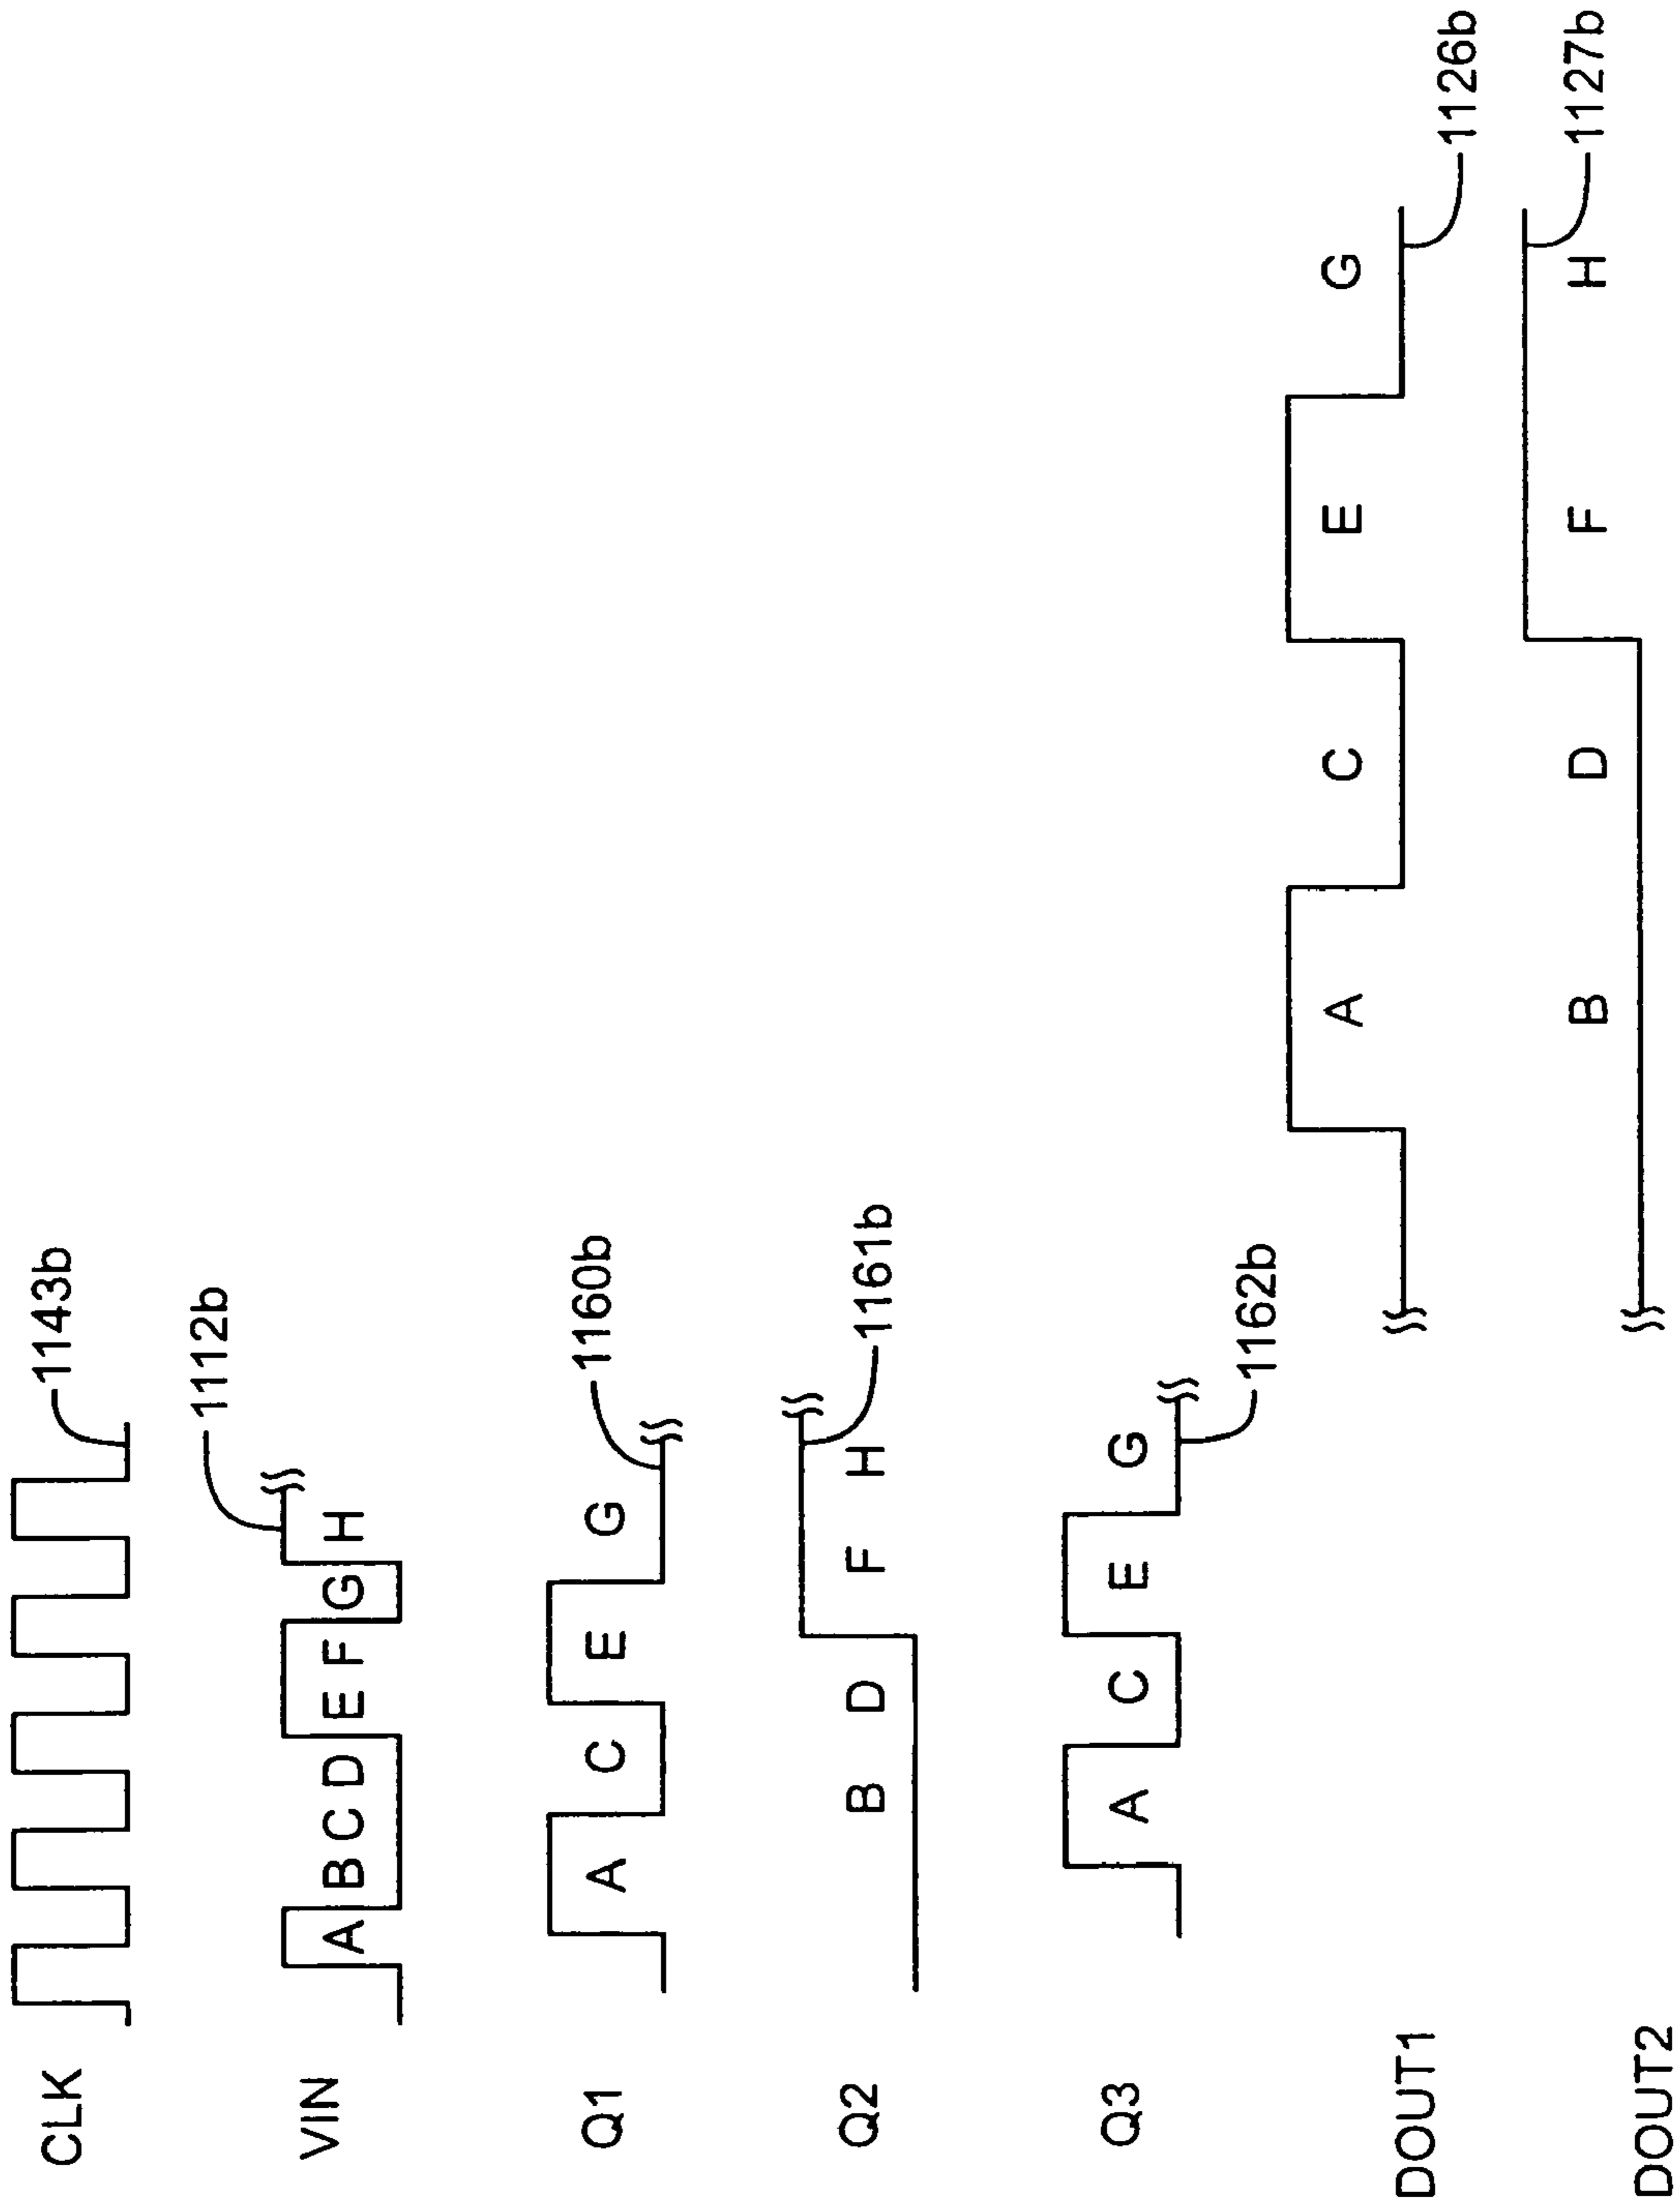 CLK
1143b
VIN
A B C D E F G H
1112b
Q1
A C E G
1160b
Q2
B D F H
1161b
Q3
A C E G
1162b
DOUT1
A C E G
1126b
DOUT2
B D F H
1127b